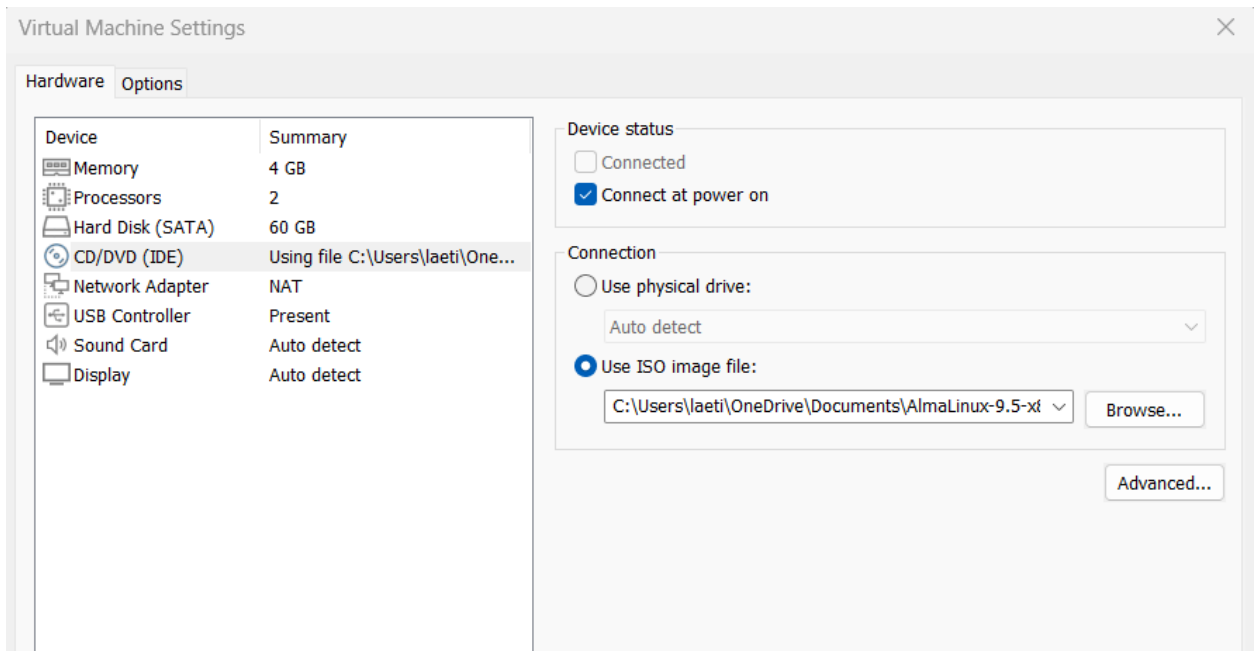 Virtual Machine Settings
Hardware Options
Device Summary
Memory 4 GB
Processors 2
Hard Disk (SATA) 60 GB
CD/DVD (IDE) Using file C:\Users\laeti\One...
Network Adapter NAT
USB Controller Present
Sound Card Auto detect
Display Auto detect
Device status
Connected
Connect at power on
Connection
Use physical drive:
Auto detect
Use ISO image file:
C:\Users\laeti\OneDrive\Documents\AlmaLinux-9.5-x8
Browse...
Advanced...